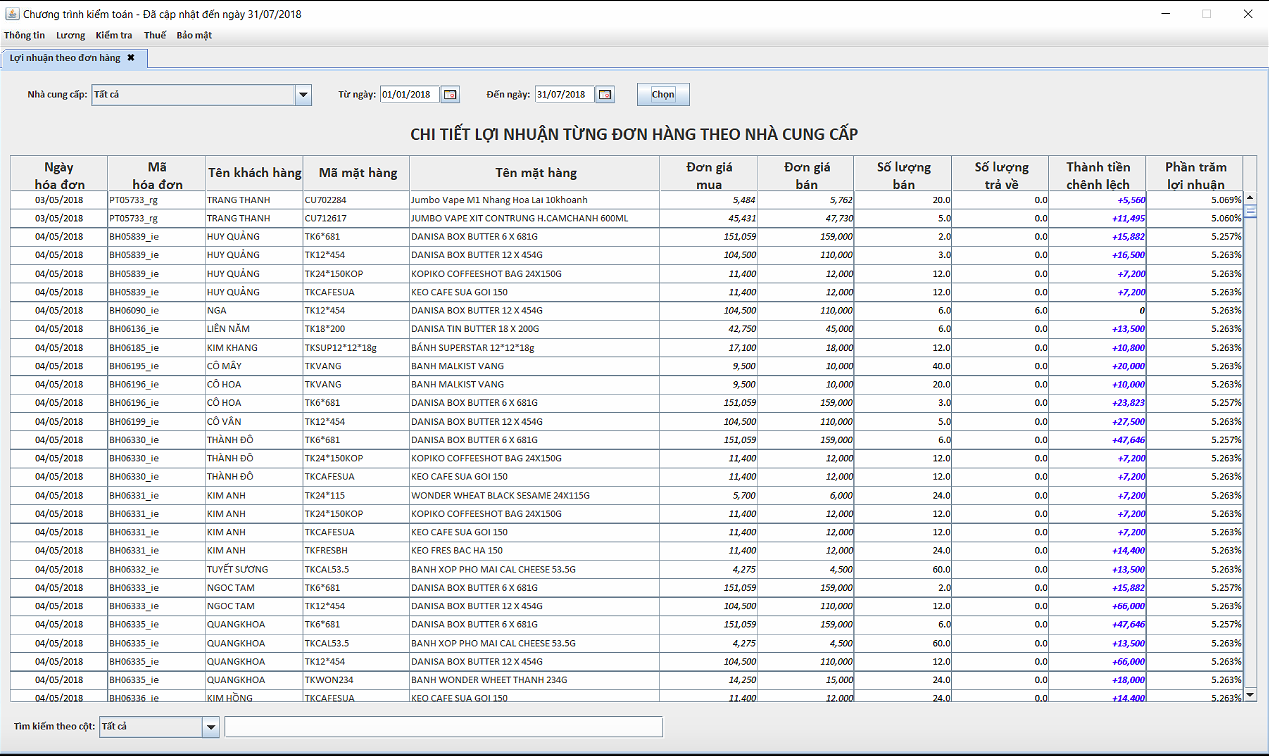 Chương trình kiểm toán - Đã cập nhật đến ngày 31/07/2018
Thông tin Lương Kiểm tra Thuế Bảo mật
Lợi nhuận theo đơn hàng ✖
Nhà cung cấp: Tất cả Từ ngày: 01/01/2018 Đến ngày: 31/07/2018 Chọn
CHI TIẾT LỢI NHUẬN TỪNG ĐƠN HÀNG THEO NHÀ CUNG CẤP
Ngày hóa đơn Mã hóa đơn Tên khách hàng Mã mặt hàng Tên mặt hàng Đơn giá mua Đơn giá bán Số lượng bán Số lượng trả về Thành tiền chênh lệch Phần trăm lợi nhuận
03/05/2018 PT05733_rg TRANG THANH CU702284 Jumbo Vape M1 Nhang Hoa Lai 10khoanh 5,484 5,762 20.0 0.0 +5,560 5.069%
03/05/2018 PT05733_rg TRANG THANH CU712617 JUMBO VAPE XIT CONTRUNG H.CAMCHANH 600ML 45,431 47,730 5.0 0.0 +11,495 5.060%
04/05/2018 BH05839_ie HUY QUẢNG TK6*681 DANISA BOX BUTTER 6 X 681G 151,059 159,000 2.0 0.0 +15,882 5.257%
04/05/2018 BH05839_ie HUY QUẢNG TK12*454 DANISA BOX BUTTER 12 X 454G 104,500 110,000 3.0 0.0 +16,500 5.263%
04/05/2018 BH05839_ie HUY QUẢNG TK24*150KOP KOPIKO COFFEESHOT BAG 24X150G 11,400 12,000 12.0 0.0 +7,200 5.263%
04/05/2018 BH05839_ie HUY QUẢNG TKCAFESUA KEO CAFE SUA GOI 150 11,400 12,000 12.0 0.0 +7,200 5.263%
04/05/2018 BH06090_ie NGA TK12*454 DANISA BOX BUTTER 12 X 454G 104,500 110,000 6.0 6.0 0 5.263%
04/05/2018 BH06136_ie LIÊN NĂM TK18*200 DANISA TIN BUTTER 18 X 200G 42,750 45,000 6.0 0.0 +13,500 5.263%
04/05/2018 BH06185_ie KIM KHANG TKSUP12*12*18g BÁNH SUPERSTAR 12*12*18g 17,100 18,000 12.0 0.0 +10,800 5.263%
04/05/2018 BH06195_ie CÔ MÂY TKVANG BANH MALKIST VANG 9,500 10,000 40.0 0.0 +20,000 5.263%
04/05/2018 BH06196_ie CÔ HOA TKVANG BANH MALKIST VANG 9,500 10,000 20.0 0.0 +10,000 5.263%
04/05/2018 BH06196_ie CÔ HOA TK6*681 DANISA BOX BUTTER 6 X 681G 151,059 159,000 3.0 0.0 +23,823 5.257%
04/05/2018 BH06199_ie CÔ VÂN TK12*454 DANISA BOX BUTTER 12 X 454G 104,500 110,000 5.0 0.0 +27,500 5.263%
04/05/2018 BH06330_ie THÀNH ĐÔ TK6*681 DANISA BOX BUTTER 6 X 681G 151,059 159,000 6.0 0.0 +47,646 5.257%
04/05/2018 BH06330_ie THÀNH ĐÔ TK24*150KOP KOPIKO COFFEESHOT BAG 24X150G 11,400 12,000 12.0 0.0 +7,200 5.263%
04/05/2018 BH06330_ie THÀNH ĐÔ TKCAFESUA KEO CAFE SUA GOI 150 11,400 12,000 12.0 0.0 +7,200 5.263%
04/05/2018 BH06331_ie KIM ANH TK24*115 WONDER WHEAT BLACK SESAME 24X115G 5,700 6,000 24.0 0.0 +7,200 5.263%
04/05/2018 BH06331_ie KIM ANH TK24*150KOP KOPIKO COFFEESHOT BAG 24X150G 11,400 12,000 12.0 0.0 +7,200 5.263%
04/05/2018 BH06331_ie KIM ANH TKCAFESUA KEO CAFE SUA GOI 150 11,400 12,000 12.0 0.0 +7,200 5.263%
04/05/2018 BH06331_ie KIM ANH TKFRESBH KEO FRES BAC HA 150 11,400 12,000 24.0 0.0 +14,400 5.263%
04/05/2018 BH06332_ie TUYẾT SƯƠNG TKCAL53.5 BANH XOP PHO MAI CAL CHEESE 53.5G 4,275 4,500 60.0 0.0 +13,500 5.263%
04/05/2018 BH06333_ie NGOC TAM TK6*681 DANISA BOX BUTTER 6 X 681G 151,059 159,000 2.0 0.0 +15,882 5.257%
04/05/2018 BH06333_ie NGOC TAM TK12*454 DANISA BOX BUTTER 12 X 454G 104,500 110,000 12.0 0.0 +66,000 5.263%
04/05/2018 BH06335_ie QUANGKHOA TK6*681 DANISA BOX BUTTER 6 X 681G 151,059 159,000 6.0 0.0 +47,646 5.257%
04/05/2018 BH06335_ie QUANGKHOA TKCAL53.5 BANH XOP PHO MAI CAL CHEESE 53.5G 4,275 4,500 60.0 0.0 +13,500 5.263%
04/05/2018 BH06335_ie QUANGKHOA TK12*454 DANISA BOX BUTTER 12 X 454G 104,500 110,000 12.0 0.0 +66,000 5.263%
04/05/2018 BH06335_ie QUANGKHOA TKWON234 BANH WONDER WHEET THANH 234G 14,250 15,000 24.0 0.0 +18,000 5.263%
04/05/2018 BH06336_ie KIM HỒNG TKCAFESUA KEO CAFE SUA GOI 150 11,400 12,000 24.0 0.0 +14,400 5.263%
Tìm kiếm theo cột: Tất cả